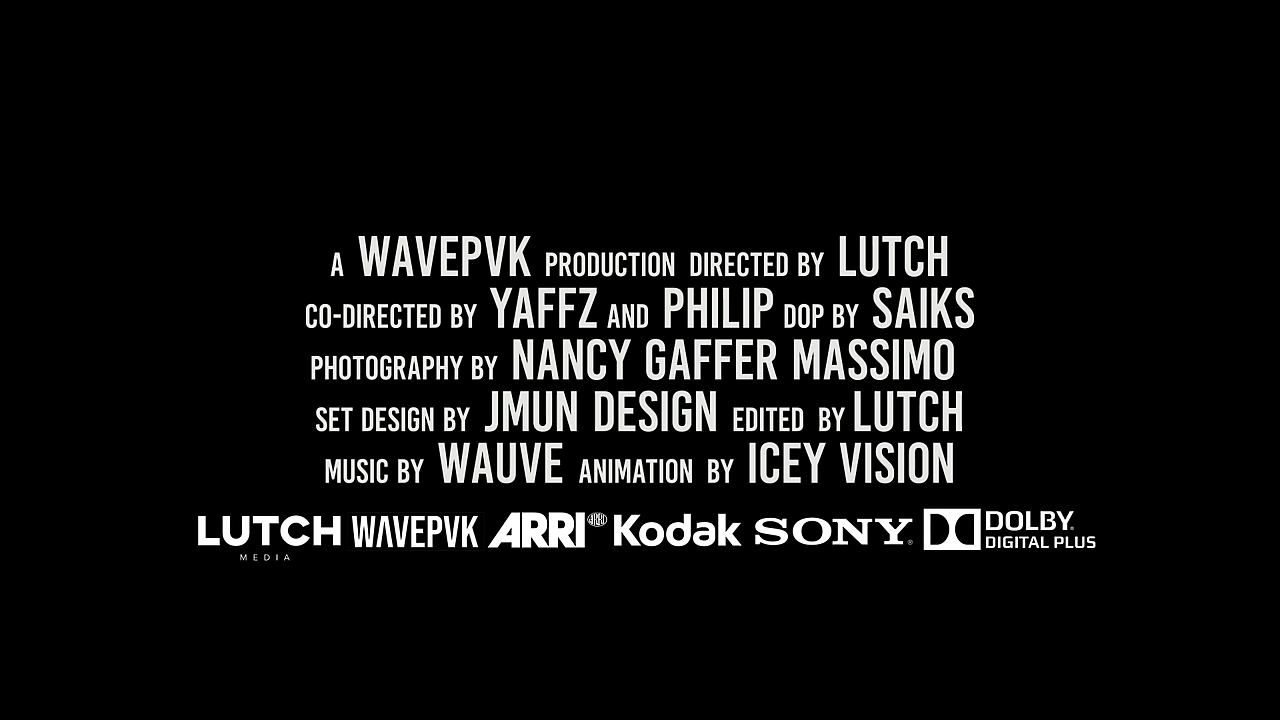 A WAVEPVK PRODUCTION DIRECTED BY LUTCH
CO-DIRECTED BY YAFFZ AND PHILIP DOP BY SAIKS
PHOTOGRAPHY BY NANCY GAFFER MASSIMO
SET DESIGN BY JMUN DESIGN EDITED BY LUTCH
MUSIC BY WAUVE ANIMATION BY ICEY VISION
LUTCH MEDIA WAVEPVK ARRI ARRI Kodak SONY® DOLBY® DIGITAL PLUS